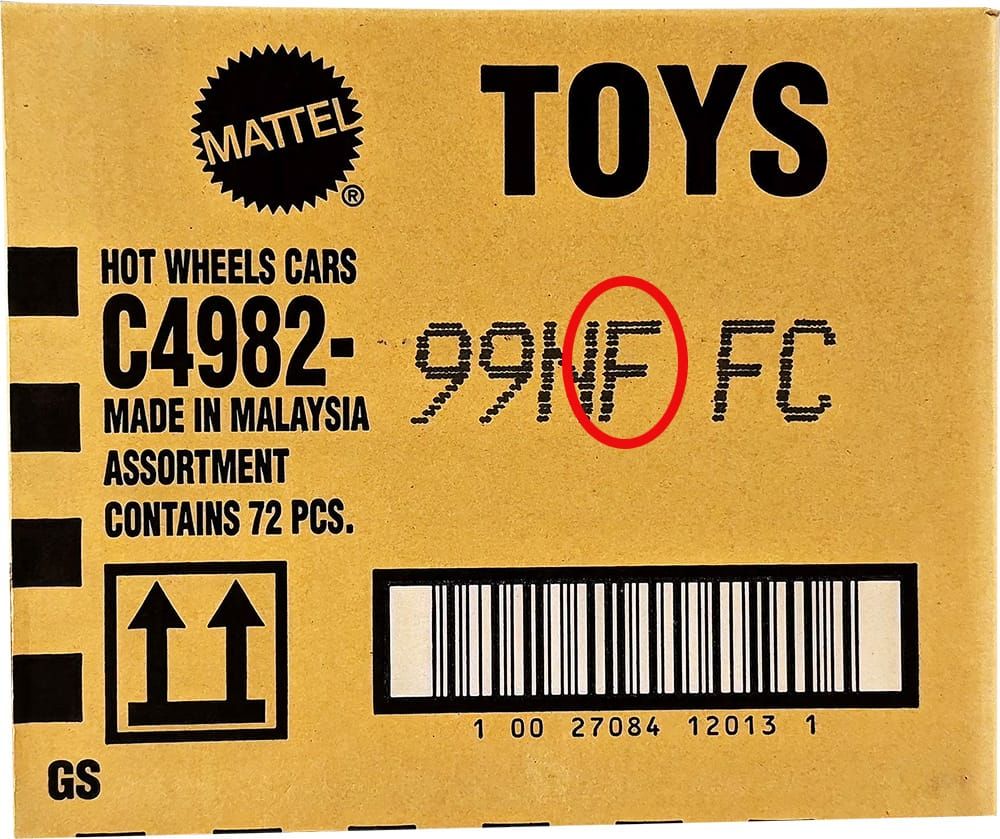 MATTEL®
TOYS
HOT WHEELS CARS
C4982- 99NF FC
MADE IN MALAYSIA
ASSORTMENT
CONTAINS 72 PCS.
1 00 27084 12013 1
GS